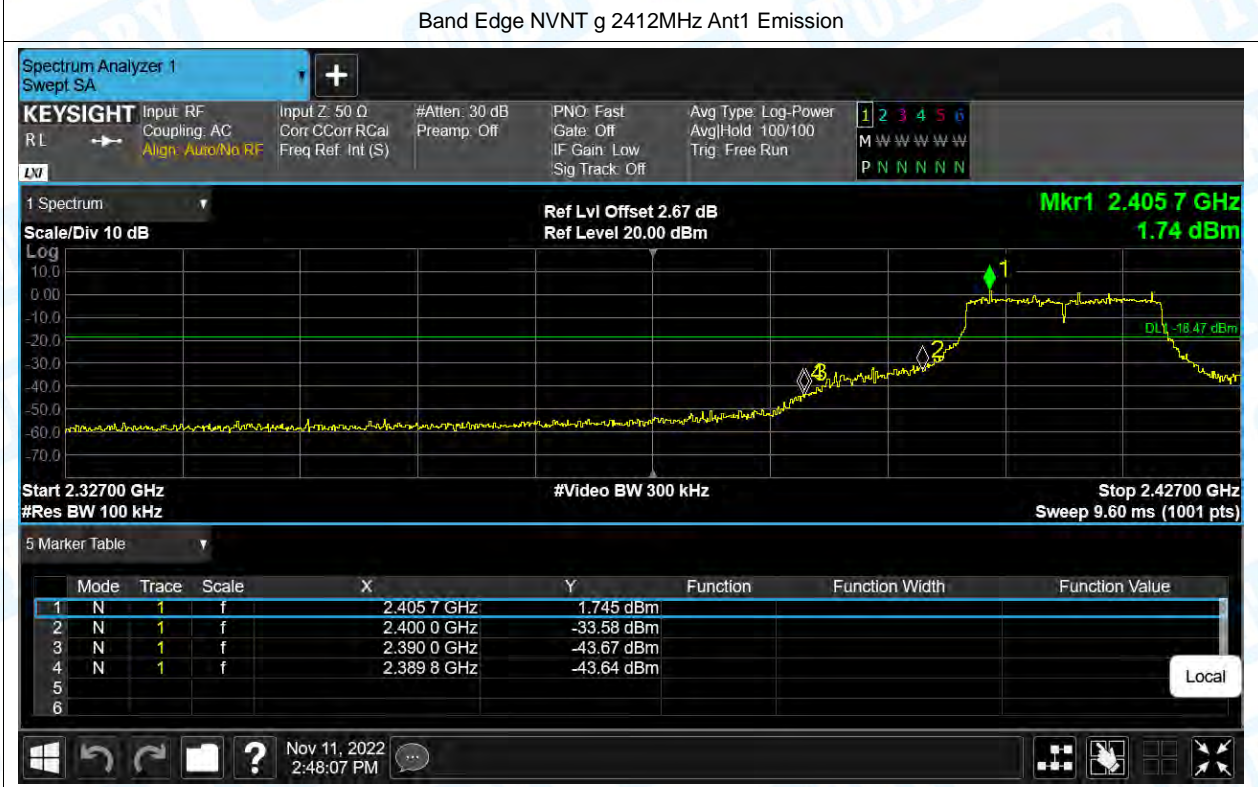 Band Edge NVNT g 2412MHz Ant1 Emission
Spectrum Analyzer 1
Swept SA
+
KEYSIGHT
RL
LXI
Input: RF
Coupling: AC
Align: Auto/No RF
Input Z: 50 Ω
Corr CCorr RCal
Freq Ref: Int (S)
#Atten: 30 dB
Preamp: Off
PNO: Fast
Gate: Off
IF Gain: Low
Sig Track: Off
Avg Type: Log-Power
Avg|Hold: 100/100
Trig: Free Run
1 2 3 4 5 6
M W W W W W W
P N N N N N N
1 Spectrum
Scale/Div 10 dB
Ref Lvl Offset 2.67 dB
Ref Level 20.00 dBm
Mkr1 2.405 7 GHz
1.74 dBm
Log
10.0
0.00
-10.0
-20.0
-30.0
-40.0
-50.0
-60.0
-70.0
1
DL1 -18.47 dBm
2
Start 2.32700 GHz
#Res BW 100 kHz
#Video BW 300 kHz
Stop 2.42700 GHz
Sweep 9.60 ms (1001 pts)
5 Marker Table
Mode Trace Scale X Y Function Function Width Function Value
1 N 1 f 2.405 7 GHz 1.745 dBm
2 N 1 f 2.400 0 GHz -33.58 dBm
3 N 1 f 2.390 0 GHz -43.67 dBm
4 N 1 f 2.389 8 GHz -43.64 dBm
5
6
Local
?
Nov 11, 2022
2:48:07 PM